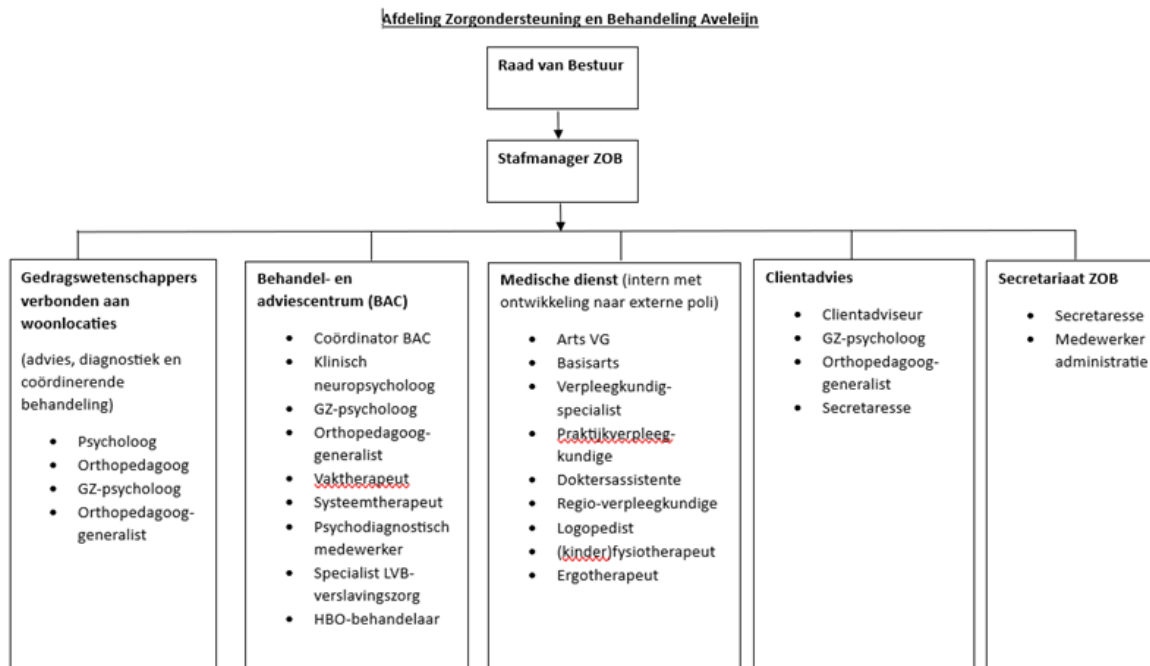 Afdeling Zorgondersteuning en Behandeling Aveleijn
Raad van Bestuur
Stafmanager ZOB
Gedragswetenschappers
verbonden aan
woonlocaties
(advies, diagnostiek en
coördinerende
behandeling)
• Psycholoog
• Orthopedagoog
• GZ-psycholoog
• Orthopedagoog-
generalist
Behandel- en
adviescentrum (BAC)
• Coördinator BAC
• Klinisch
neuropsycholoog
• GZ-psycholoog
• Orthopedagoog-
generalist
• Vaktherapeut
• Systeemtherapeut
• Psychodiagnostisch
medewerker
• Specialist LVB-
verslavingszorg
• HBO-behandelaar
Medische dienst (intern met
ontwikkeling naar externe poli)
• Arts VG
• Basisarts
• Verpleegkundig-
specialist
• Praktijkverpleeg-
kundige
• Doktersassistente
• Regio-verpleegkundige
• Logopedist
• (kinder)fysiotherapeut
• Ergotherapeut
Clientadvies
• Clientadviseur
• GZ-psycholoog
• Orthopedagoog-
generalist
• Secretaresse
Secretariaat ZOB
• Secretaresse
• Medewerker
administratie